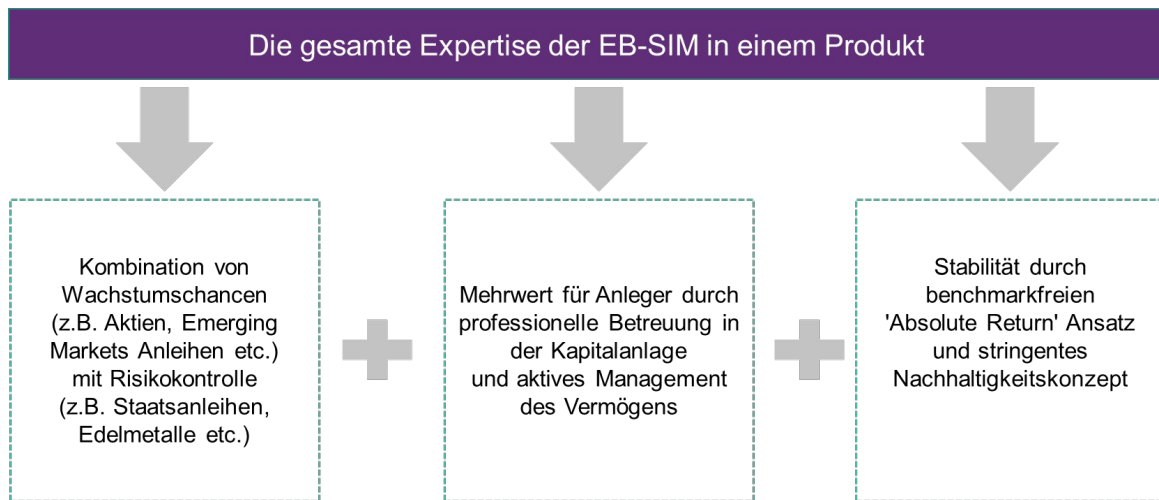 Die gesamte Expertise der EB-SIM in einem Produkt
Kombination von
Wachstumschancen
(z.B. Aktien, Emerging
Markets Anleihen etc.)
mit Risikokontrolle
(z.B. Staatsanleihen,
Edelmetalle etc.)
Mehrwert für Anleger durch
professionelle Betreuung in
der Kapitalanlage
und aktives Management
des Vermögens
Stabilität durch
benchmarkfreien
'Absolute Return' Ansatz
und stringentes
Nachhaltigkeitskonzept